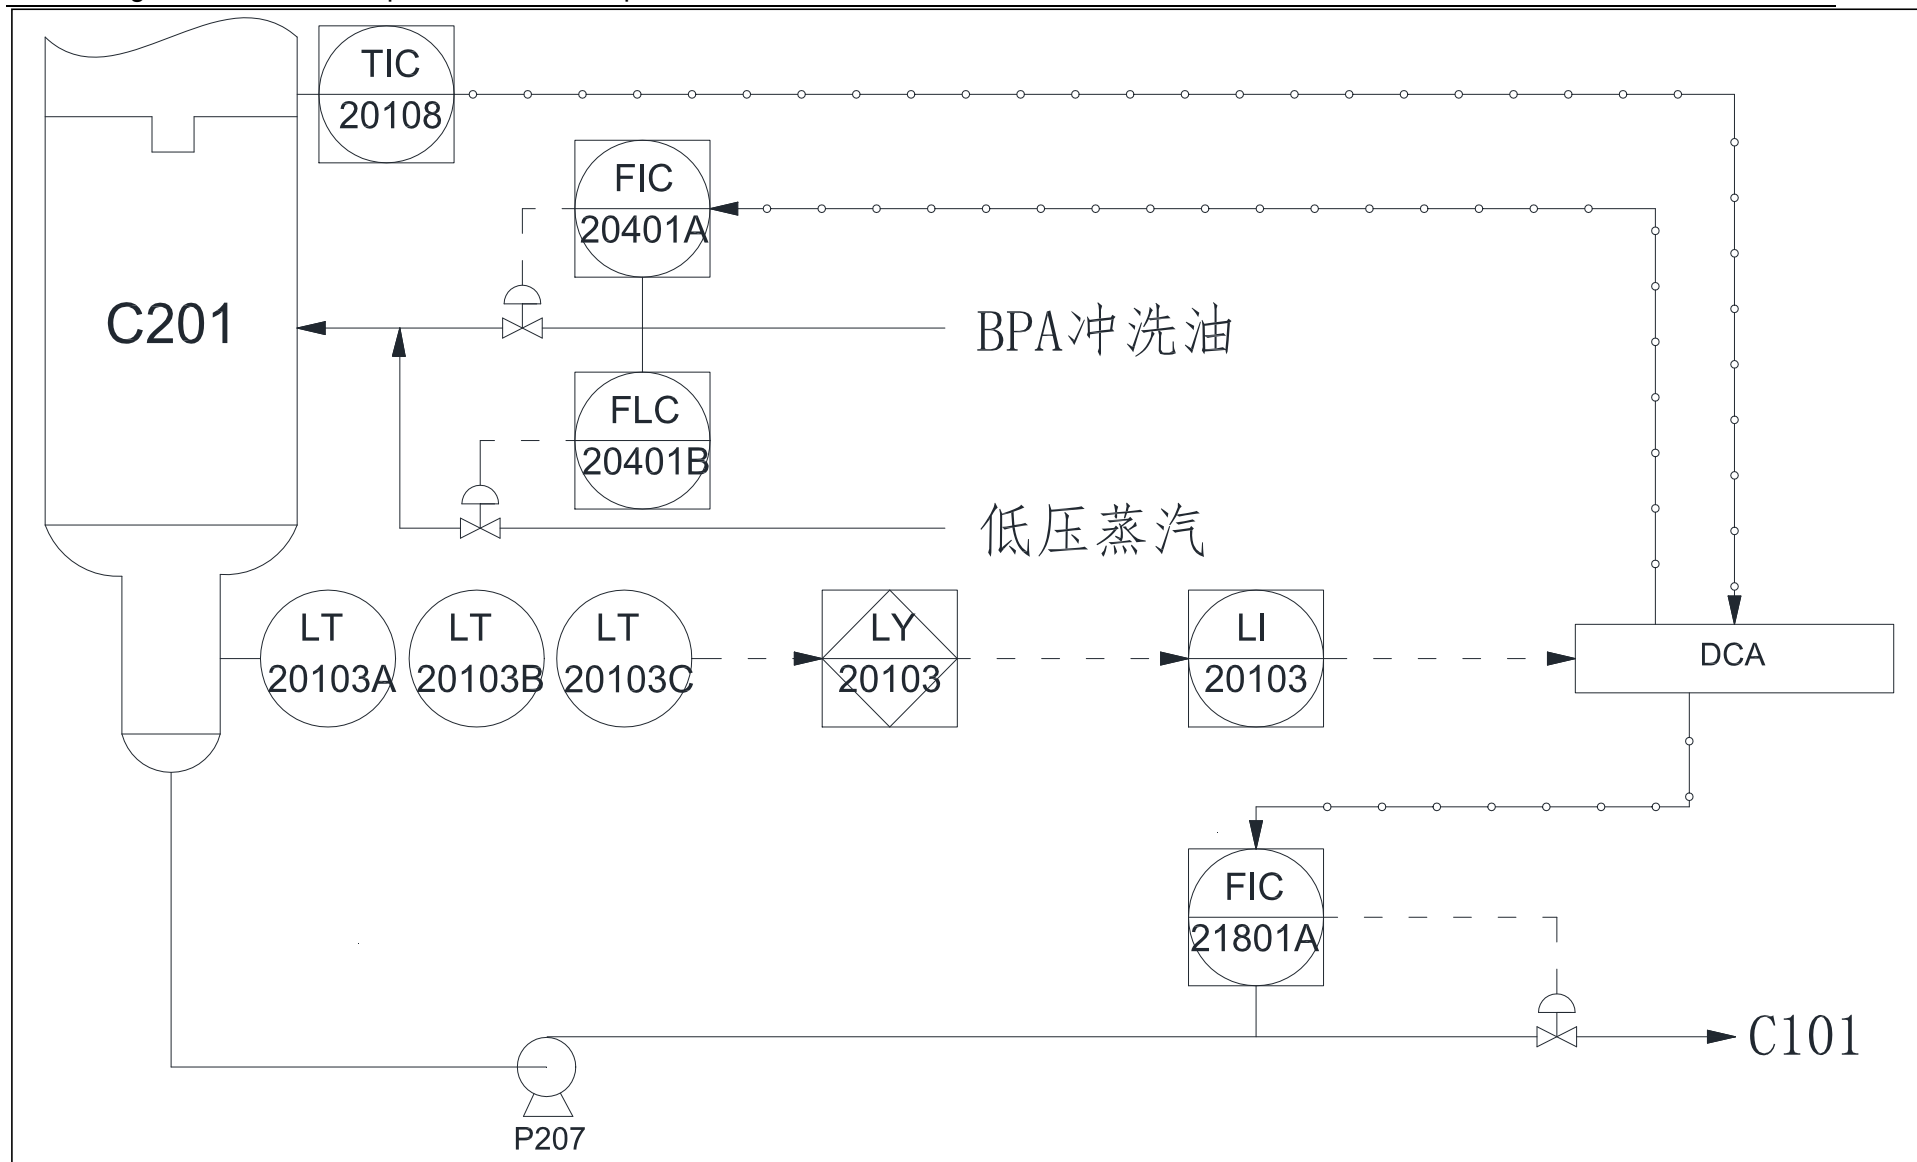 TIC
20108
FIC
20401A
C201
BPA冲洗油
FLC
20401B
低压蒸汽
LT
20103A
LT
20103B
LT
20103C
LY
20103
LI
20103
DCA
FIC
21801A
C101
P207